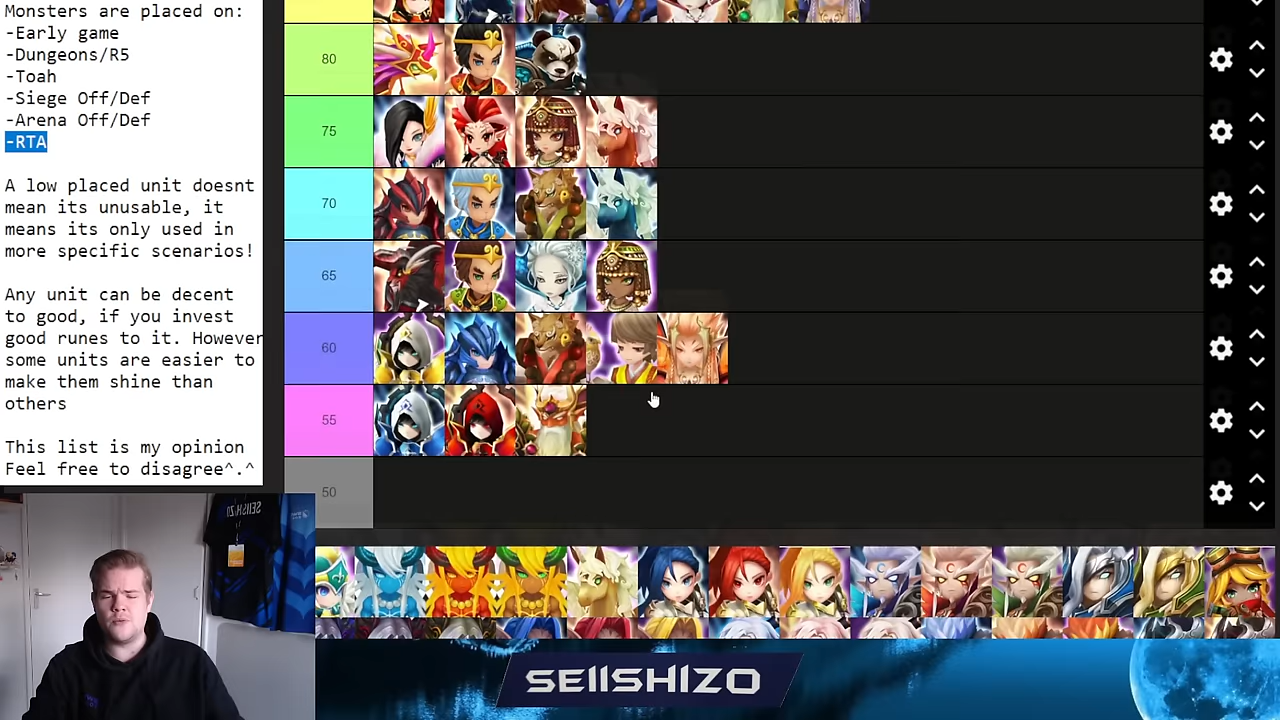 Monsters are placed on:
-Early game
-Dungeons/R5
-Toah
-Siege Off/Def
-Arena Off/Def
-RTA
A low placed unit doesnt
mean its unusable, it
means its only used in
more specific scenarios!
Any unit can be decent
to good, if you invest
good runes to it. However
some units are easier to
make them shine than
others
This list is my opinion
Feel free to disagree^.^
80
75
70
65
60
55
50
SEIISHIZO